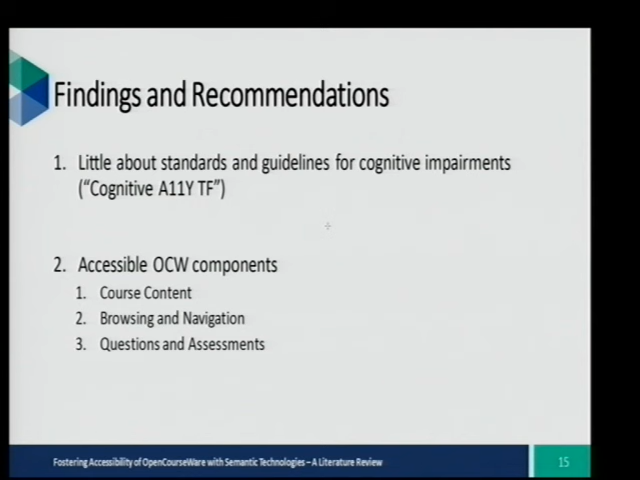 Findings and Recommendations
1. Little about standards and guidelines for cognitive impairments
("Cognitive A11Y TF")
2. Accessible OCW components
1. Course Content
2. Browsing and Navigation
3. Questions and Assessments
Fostering Accessibility of OpenCourseWare with Semantic Technologies – A Literature Review
15